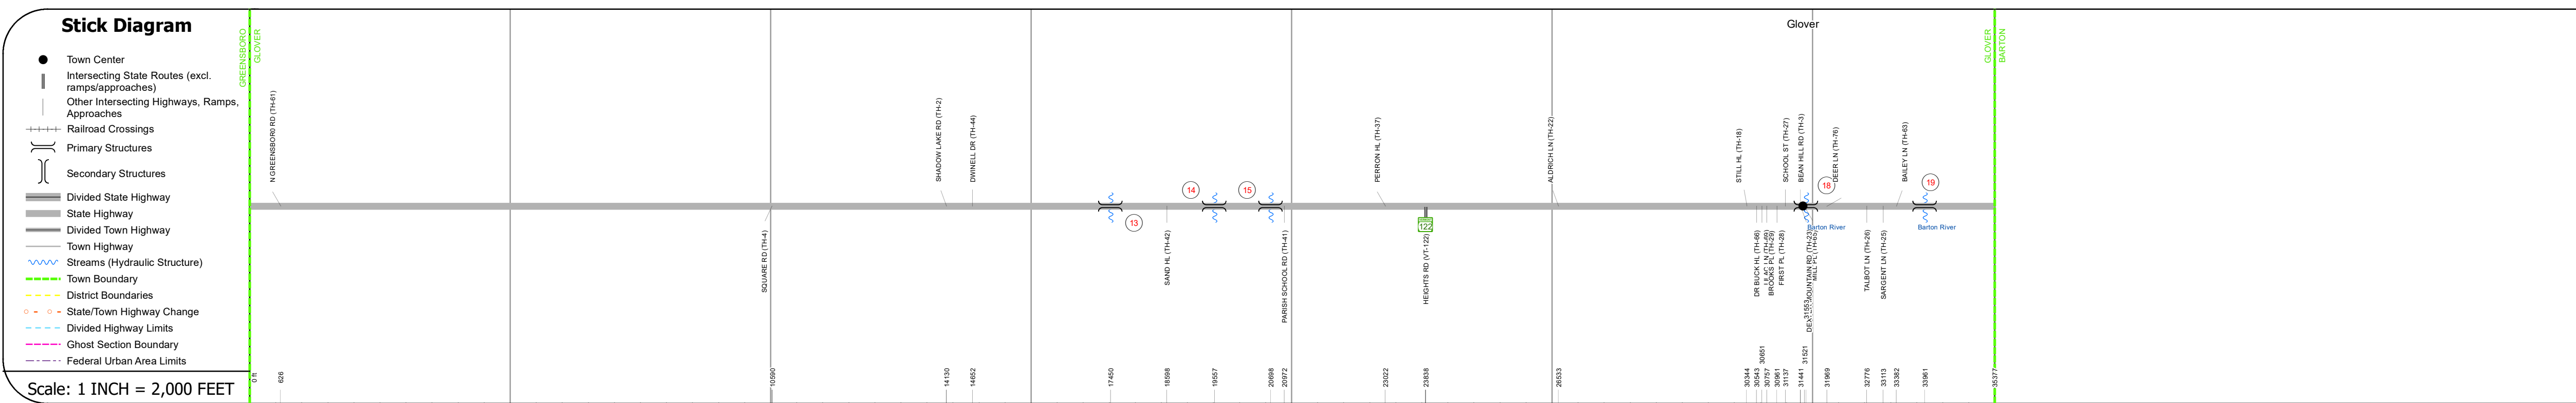 Stick Diagram
Town Center
Intersecting State Routes (excl.
ramps/approaches)
Other Intersecting Highways, Ramps,
Approaches
Railroad Crossings
Primary Structures
Secondary Structures
Divided State Highway
State Highway
Divided Town Highway
Town Highway
Streams (Hydraulic Structure)
Town Boundary
District Boundaries
State/Town Highway Change
Divided Highway Limits
Ghost Section Boundary
Federal Urban Area Limits
Scale: 1 INCH = 2,000 FEET
GREENSBORO
GLOVER
Glover
GLOVER
BARTON
N GREENSBORO RD (TH-61)
SQUARE RD (TH-4)
SHADOW LAKE RD (TH-2)
DWINELL DR (TH-44)
13
SAND HL (TH-42)
14
15
PARISH SCHOOL RD (TH-41)
PERRON HL (TH-37)
122
HEIGHTS RD (VT-122)
ALDRICH LN (TH-22)
STILL HL (TH-18)
DR BUCK HL (TH-66)
BROOKS PL (TH-29)
FIRST PL (TH-28)
SCHOOL ST (TH-27)
BEAN HILL RD (TH-3)
18
Barton River
DEER LN (TH-76)
TALBOT LN (TH-26)
SARGENT LN (TH-25)
BAILEY LN (TH-63)
19
Barton River
0 ft
626
10590
14130
14652
17450
18598
19557
20698
20972
23022
23838
26533
30344
30543
30651
30757
30961
31137
31441
31521
31553
31969
32776
33113
33382
33961
35377